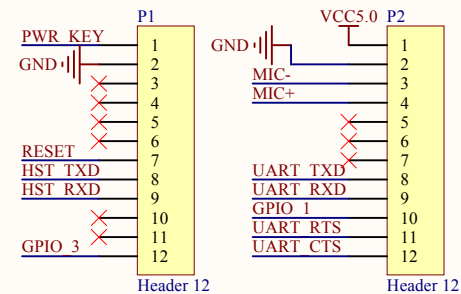 P1
PWR_KEY 1
GND 2
3
4
5
6
RESET 7
HST_TXD 8
HST_RXD 9
10
11
GPIO_3 12
Header 12
VCC5.0 P2
1
GND 2
MIC- 3
MIC+ 4
5
6
7
UART_TXD 8
UART_RXD 9
GPIO_1 10
UART_RTS 11
UART_CTS 12
Header 12